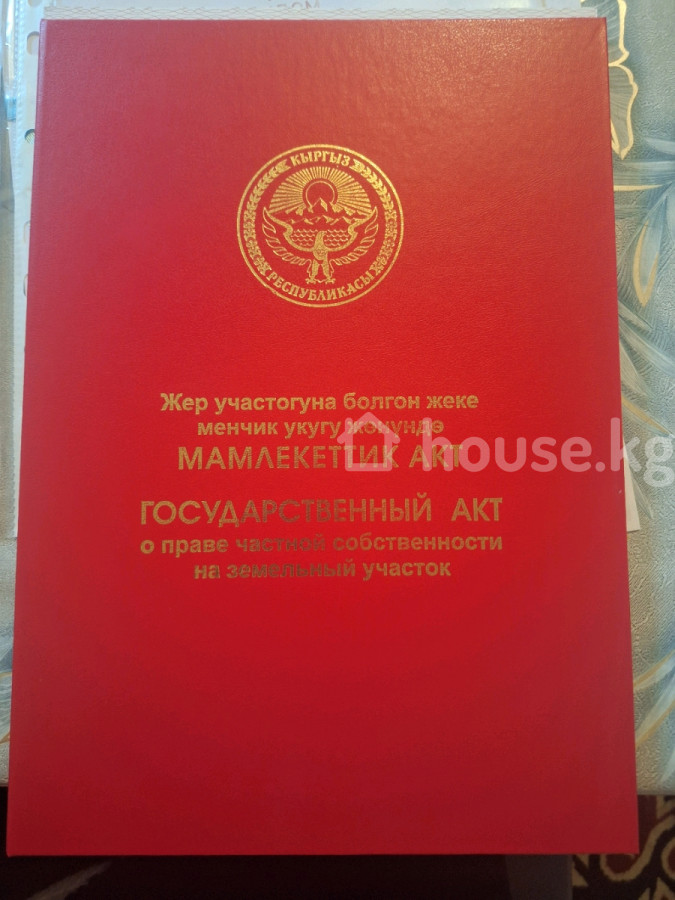 КЫРГЫЗ
РЕСПУБЛИКАСЫ
Жер участогуна болгон жеке
менчик укугу жөнүндө
МАМЛЕКЕТТИК АКТ
house.kg
ГОСУДАРСТВЕННЫЙ АКТ
о праве частной собственности
на земельный участок